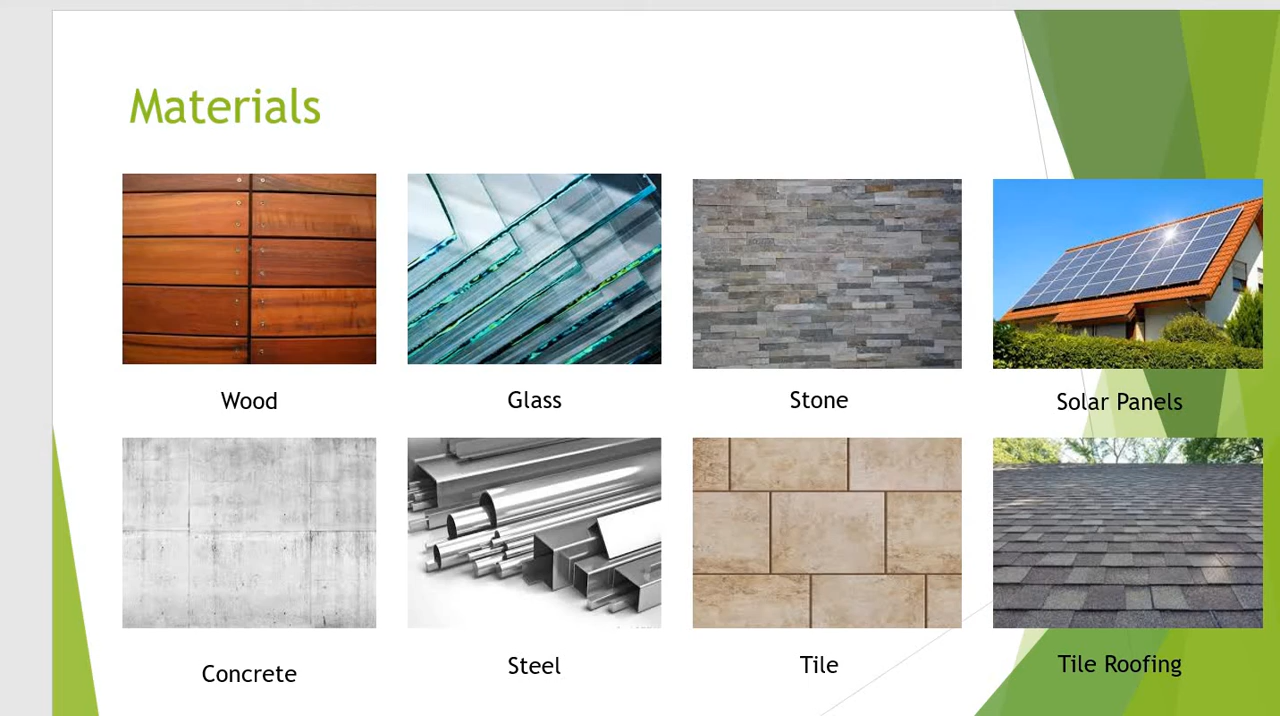 Materials
Wood
Glass
Stone
Solar Panels
Concrete
Steel
Tile
Tile Roofing